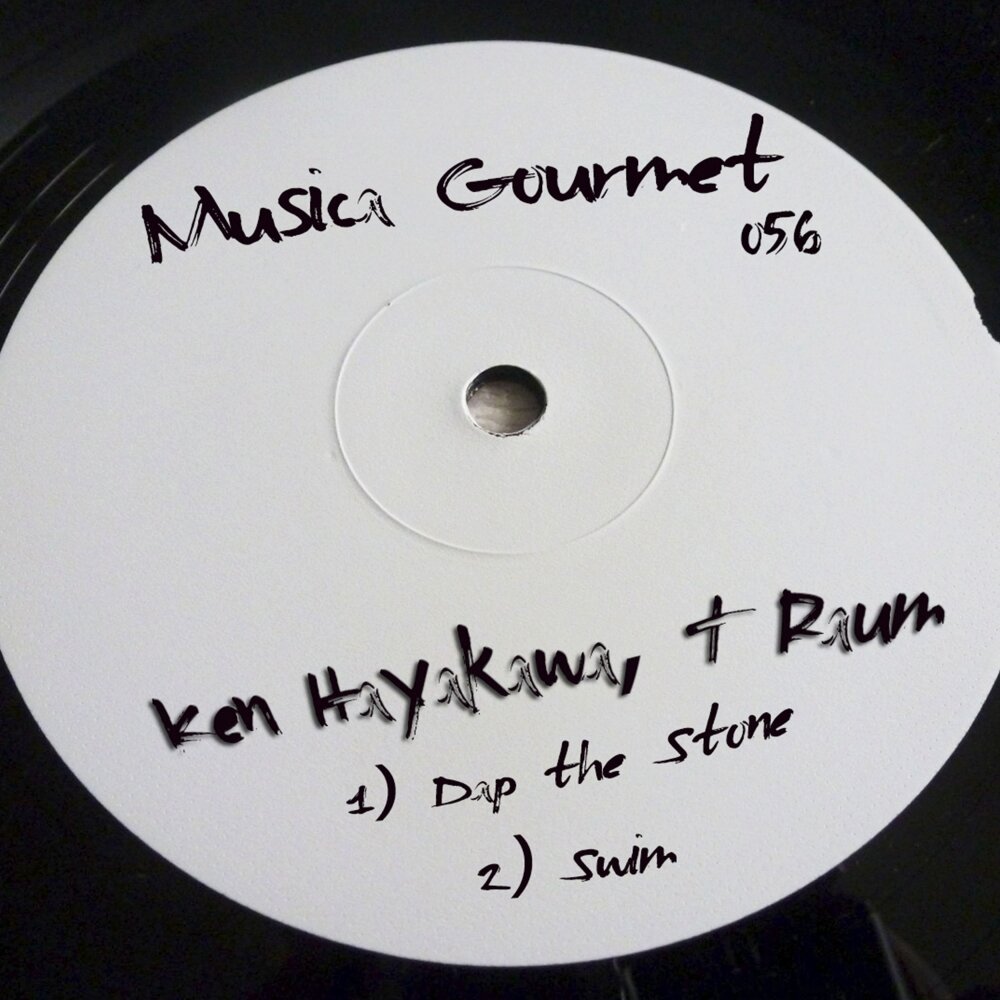 Musica Gourmet
056
Ken Hayakawa, t Raum
1) Dap the stone
2) swim